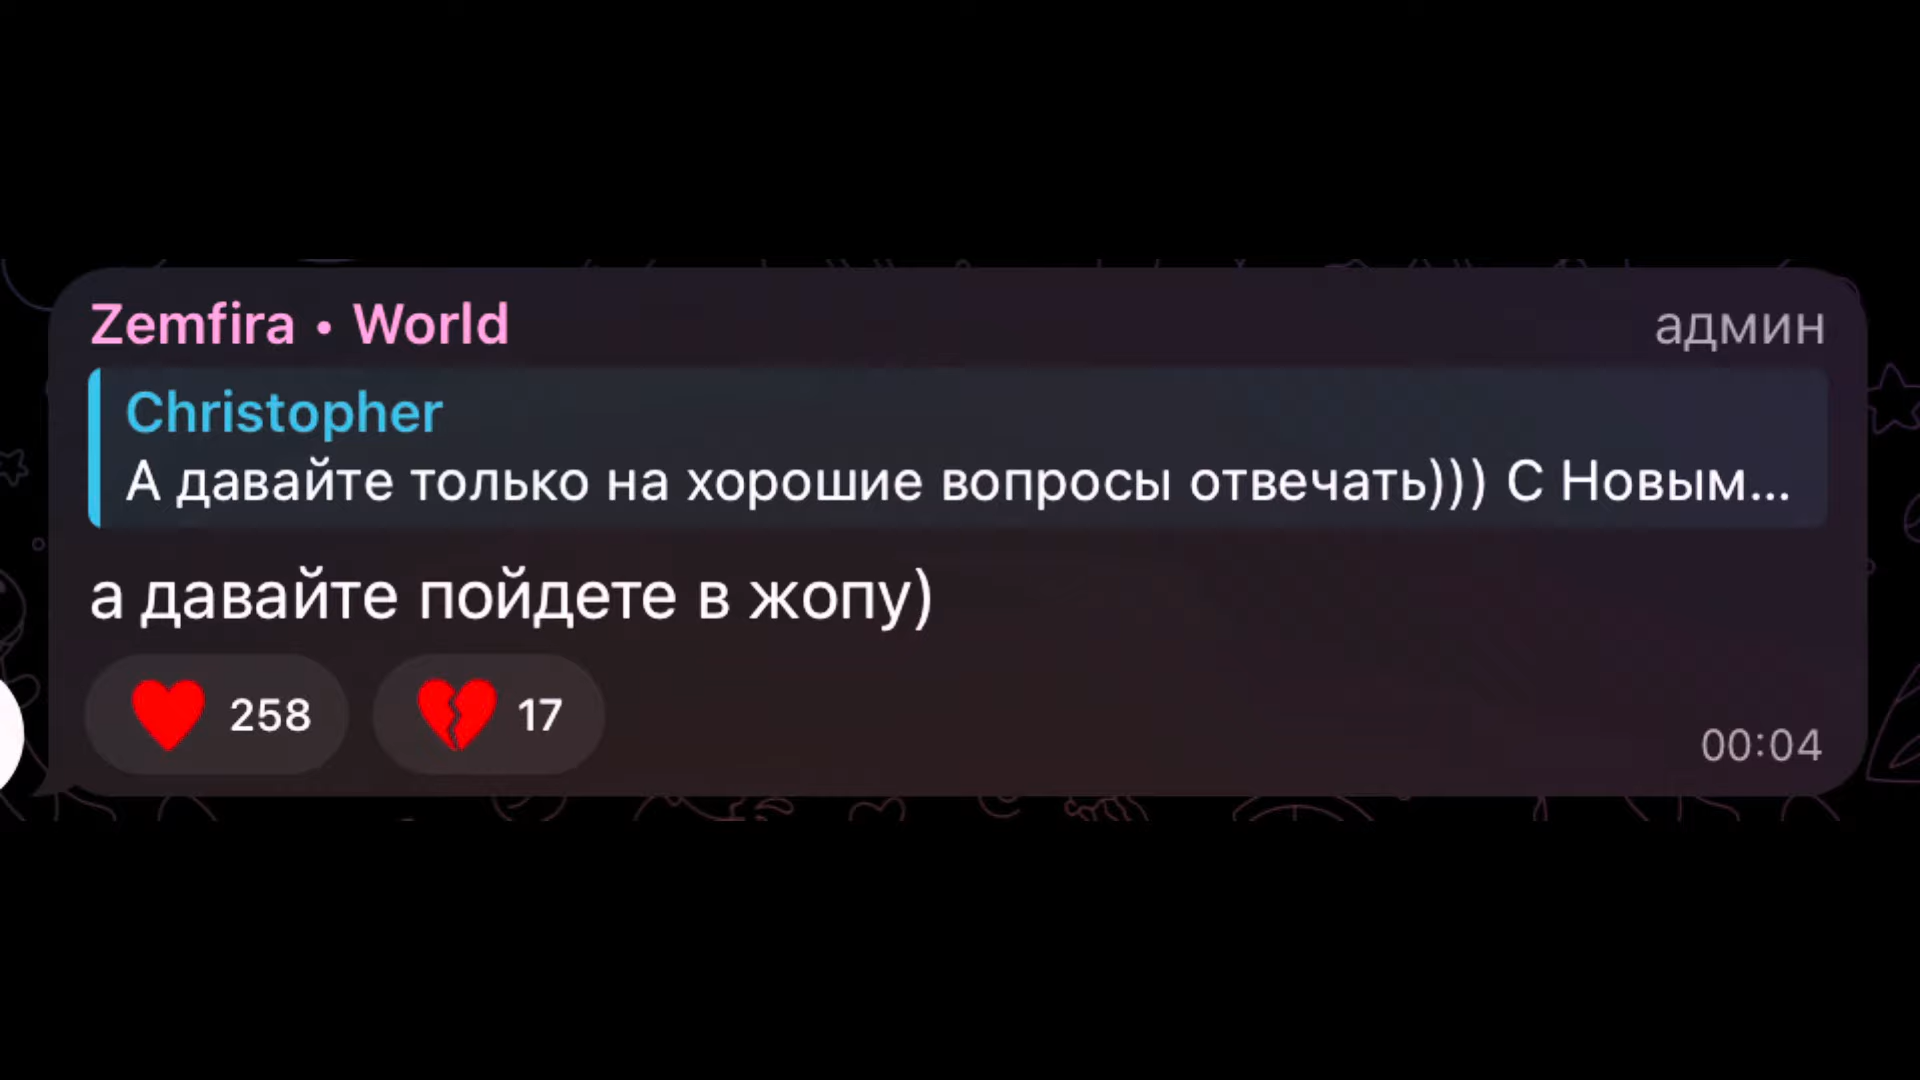 Zemfira • World
админ
Christopher
А давайте только на хорошие вопросы отвечать))) С Новым...
а давайте пойдете в жопу)
258
17
00:04